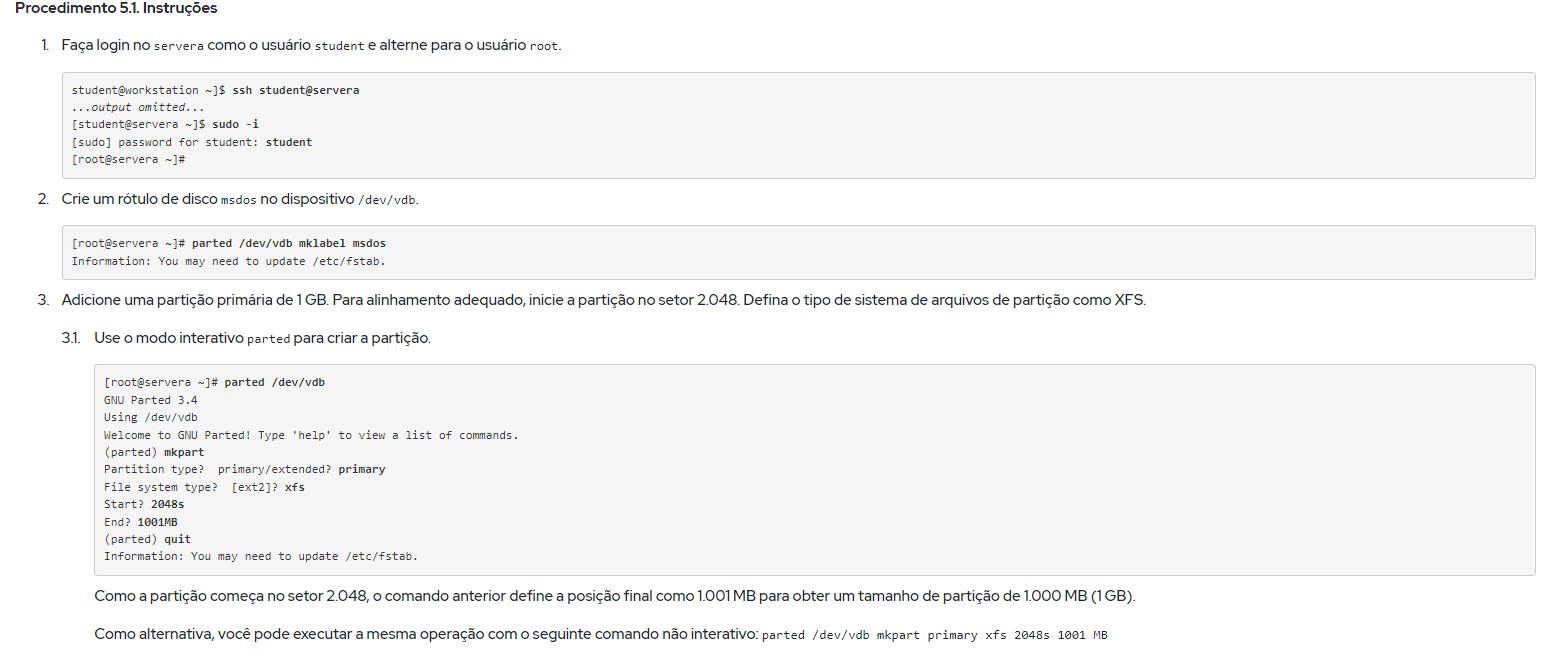 Procedimento 5.1. Instruções
1. Faça login no servera como o usuário student e alterne para o usuário root.
student@workstation ~]$ ssh student@servera
...output omitted...
[student@servera ~]$ sudo -i
[sudo] password for student: student
[root@servera ~]#
2. Crie um rótulo de disco msdos no dispositivo /dev/vdb.
[root@servera ~]# parted /dev/vdb mklabel msdos
Information: You may need to update /etc/fstab.
3. Adicione uma partição primária de 1 GB. Para alinhamento adequado, inicie a partição no setor 2.048. Defina o tipo de sistema de arquivos de partição como XFS.
3.1. Use o modo interativo parted para criar a partição.
[root@servera ~]# parted /dev/vdb
GNU Parted 3.4
Using /dev/vdb
Welcome to GNU Parted! Type 'help' to view a list of commands.
(parted) mkpart
Partition type?  primary/extended? primary
File system type?  [ext2]? xfs
Start? 2048s
End? 1001MB
(parted) quit
Information: You may need to update /etc/fstab.
Como a partição começa no setor 2.048, o comando anterior define a posição final como 1.001 MB para obter um tamanho de partição de 1.000 MB (1 GB).
Como alternativa, você pode executar a mesma operação com o seguinte comando não interativo: parted /dev/vdb mkpart primary xfs 2048s 1001 MB